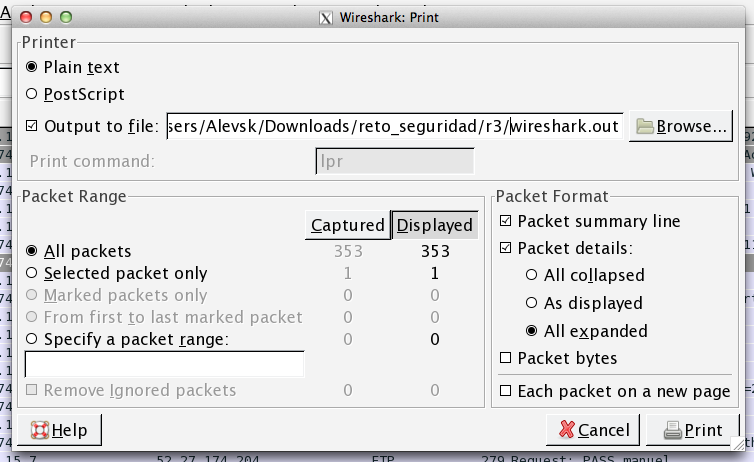 Wireshark: Print
Printer
Plain text
PostScript
Output to file: sers/Alevsk/Downloads/reto_seguridad/r3/wireshark.out Browse...
Print command: lpr
Packet Range
Captured Displayed
All packets 353 353
Selected packet only 1 1
Marked packets only 0 0
From first to last marked packet 0 0
Specify a packet range: 0 0
Remove Ignored packets 0 0
Packet Format
Packet summary line
Packet details:
All collapsed
As displayed
All expanded
Packet bytes
Each packet on a new page
Help Cancel Print
15.7 52.27.174.204 FTP 279 Request: PASS manuel